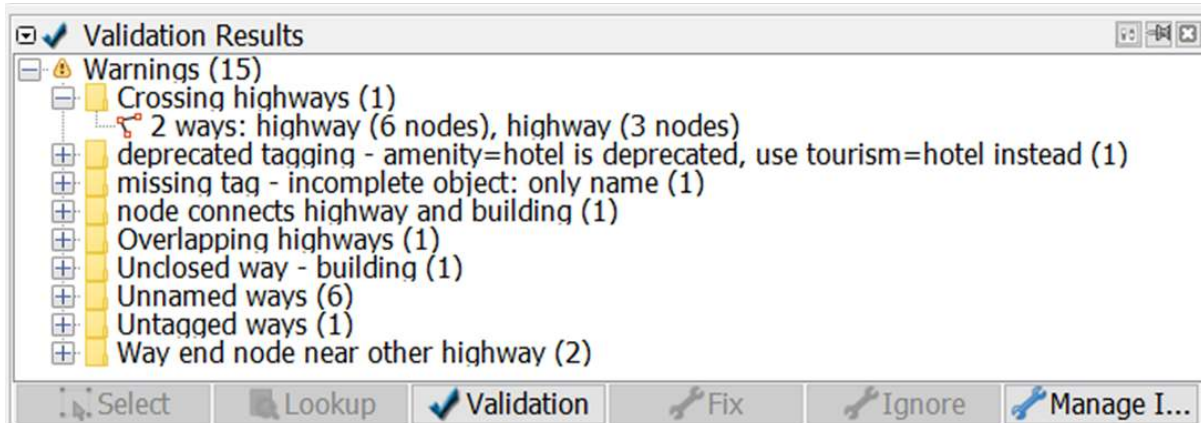 Validation Results
Warnings (15)
Crossing highways (1)
2 ways: highway (6 nodes), highway (3 nodes)
deprecated tagging - amenity=hotel is deprecated, use tourism=hotel instead (1)
missing tag - incomplete object: only name (1)
node connects highway and building (1)
Overlapping highways (1)
Unclosed way - building (1)
Unnamed ways (6)
Untagged ways (1)
Way end node near other highway (2)
Select Lookup Validation Fix Ignore Manage I...